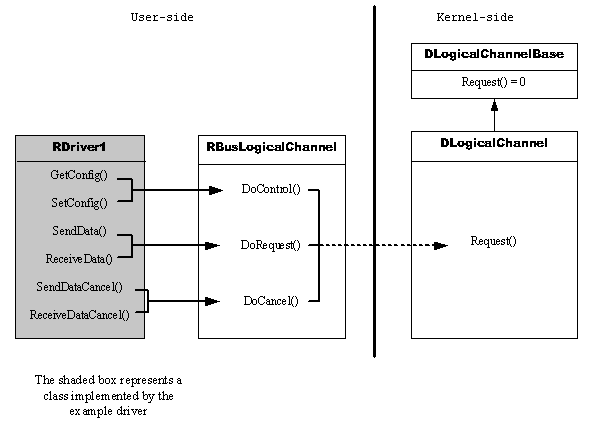 User-side
Kernel-side
DLogicalChannelBase
Request() = 0
RDriver1
GetConfig()
SetConfig()
SendData()
ReceiveData()
SendDataCancel()
ReceiveDataCancel()
RBusLogicalChannel
DoControl()
DoRequest()
DoCancel()
DLogicalChannel
Request()
The shaded box represents a
class implemented by the
example driver